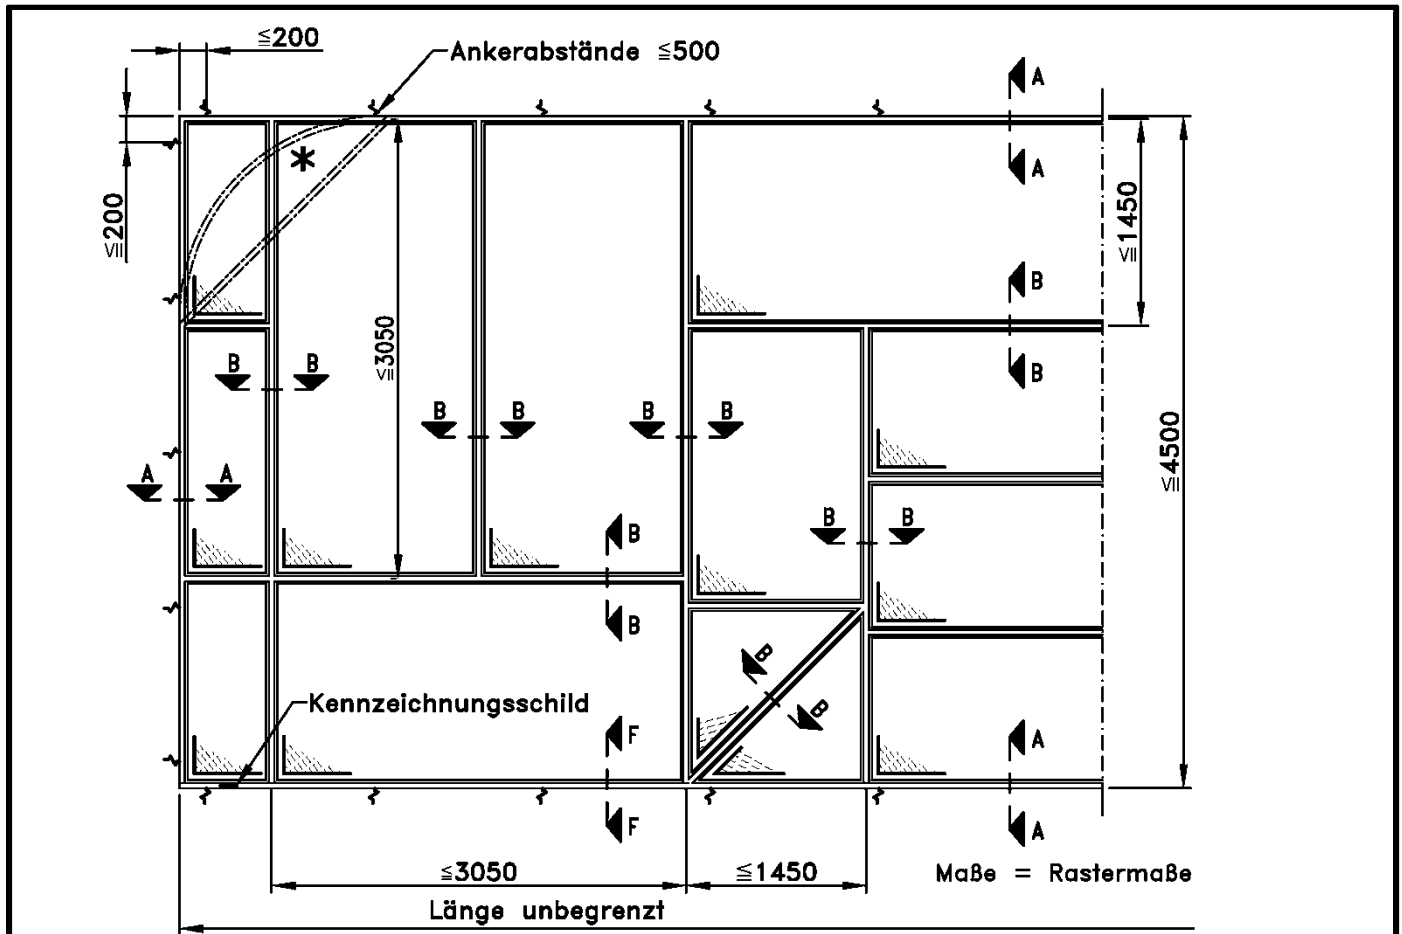 ≦200
Ankerabstände ≦500
A
*
A
≦200
≦1450
B
≦3050
B B
B
B B
B B
≦4500
A A
B B
B
B
B
B
Kennzeichnungsschild
F
A
F
A
≦3050
≦1450
Maße = Rastermaße
Länge unbegrenzt